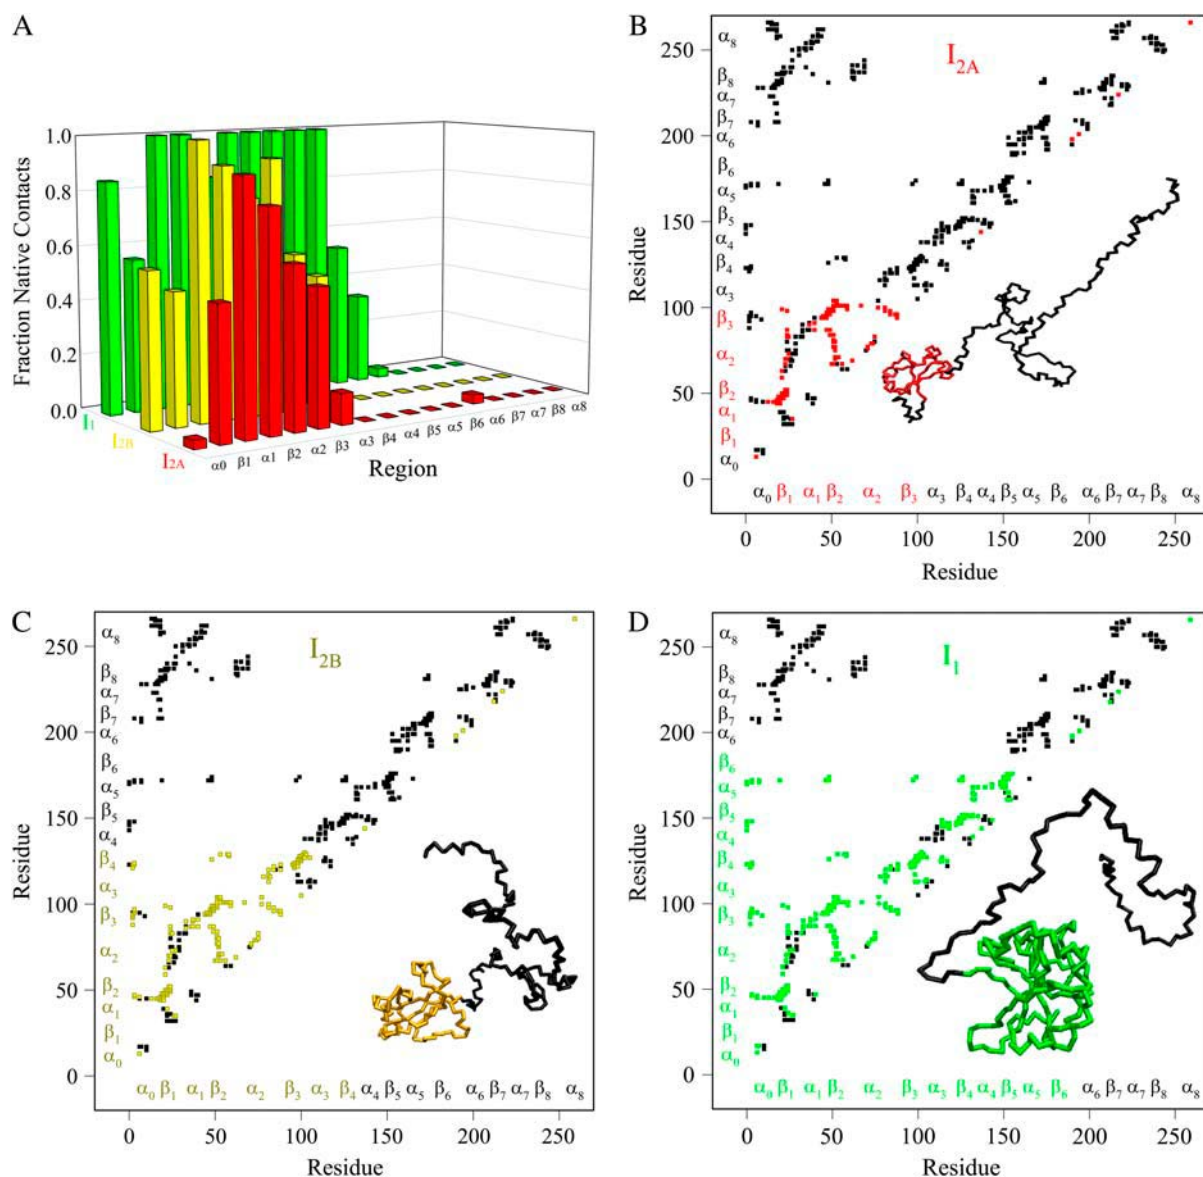 A
1.0
0.8
0.6
0.4
0.2
0.0
Fraction Native Contacts
I1
I2B
I2A
α0 β1 α1 β2 α2 β3 α3 β4 α4 β5 α5 β6 α6 β7 α7 β8 α8
Region
B
I2A
250
200
150
100
50
0
Residue
α8
β8
α7
β7
α6
β6
α5
β5
α4
β4
α3
β3
α2
β2
α1
β1
α0
α0 β1 α1 β2 α2 β3 α3 β4 α4 β5 α5 β6 α6 β7 α7 β8 α8
0 50 100 150 200 250
Residue
C
I2B
250
200
150
100
50
0
Residue
α8
β8
α7
β7
α6
β6
α5
β5
α4
β4
α3
β3
α2
β2
α1
β1
α0
α0 β1 α1 β2 α2 β3 α3 β4 α4 β5 α5 β6 α6 β7 α7 β8 α8
0 50 100 150 200 250
Residue
D
I1
250
200
150
100
50
0
Residue
α8
β8
α7
β7
α6
β6
α5
β5
α4
β4
α3
β3
α2
β2
α1
β1
α0
α0 β1 α1 β2 α2 β3 α3 β4 α4 β5 α5 β6 α6 β7 α7 β8 α8
0 50 100 150 200 250
Residue